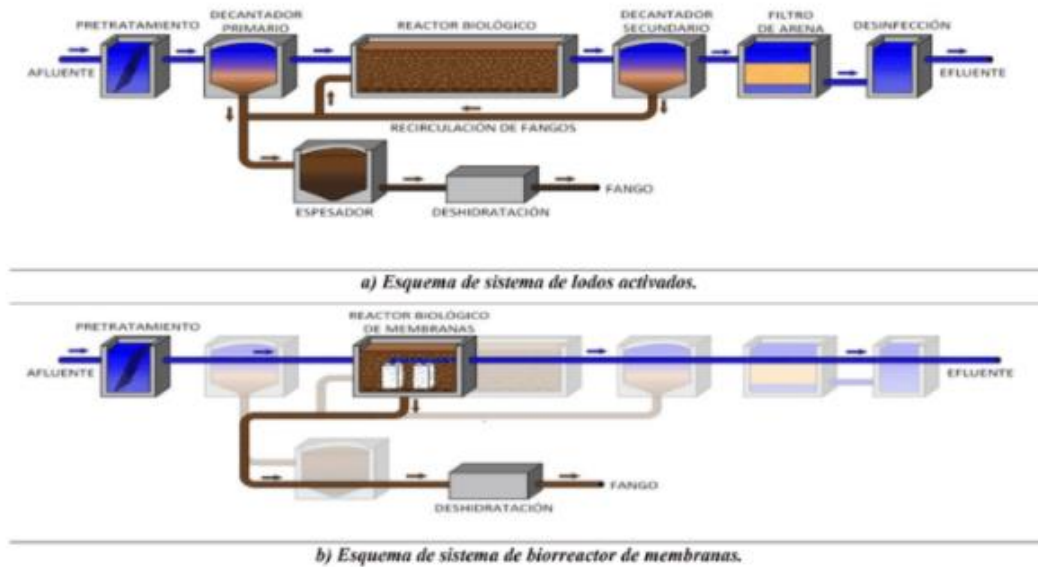 PRETRATAMIENTO
DECANTADOR
PRIMARIO
REACTOR BIOLÓGICO
DECANTADOR
SECUNDARIO
FILTRO
DE ARENA
DESINFECCIÓN
AFLUENTE
EFLUENTE
RECIRCULACIÓN DE FANGOS
ESPESADOR
DESHIDRATACIÓN
FANGO
a) Esquema de sistema de lodos activados.
PRETRATAMIENTO
REACTOR BIOLÓGICO
DE MEMBRANAS
AFLUENTE
EFLUENTE
FANGO
DESHIDRATACIÓN
b) Esquema de sistema de biorreactor de membranas.